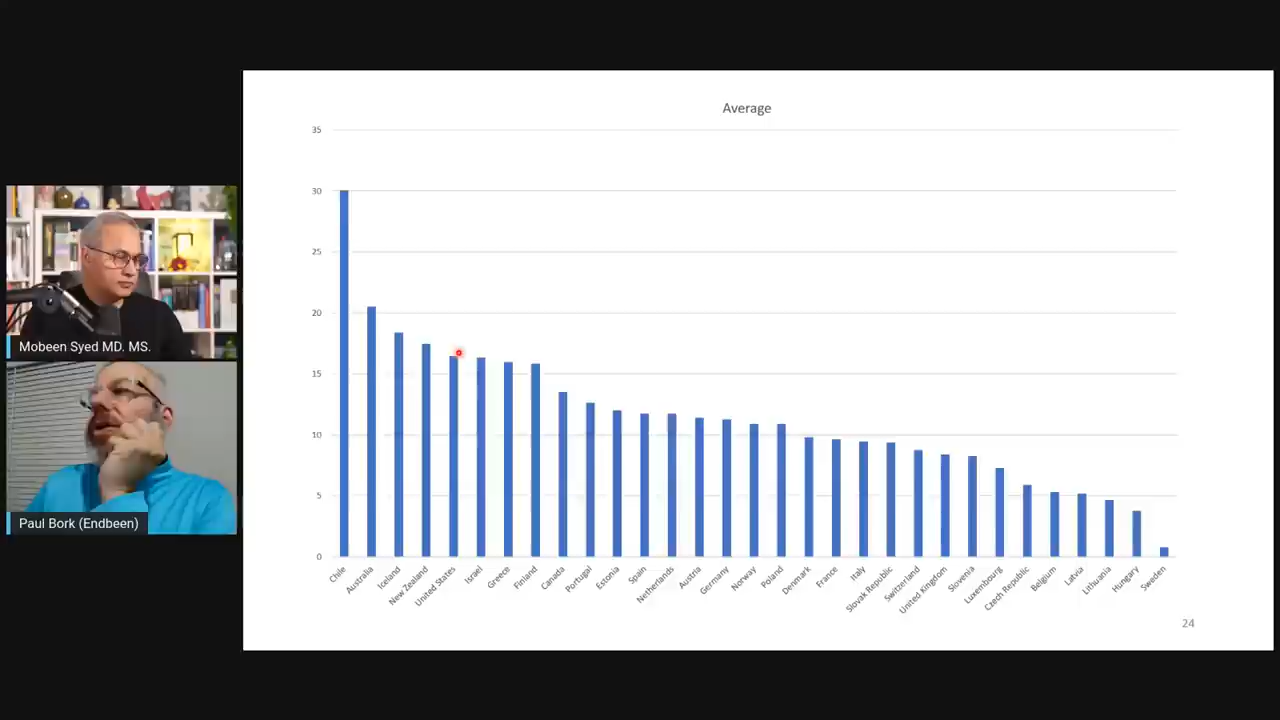 Average
35
30
25
20
15
10
5
0
Chile
Australia
Iceland
New Zealand
United States
Israel
Greece
Finland
Canada
Portugal
Estonia
Spain
Netherlands
Austria
Germany
Norway
Poland
Denmark
France
Italy
Slovak Republic
Switzerland
United Kingdom
Slovenia
Luxembourg
Czech Republic
Belgium
Latvia
Lithuania
Hungary
Sweden
24
Mobeen Syed MD. MS.
Paul Bork (Endbeen)